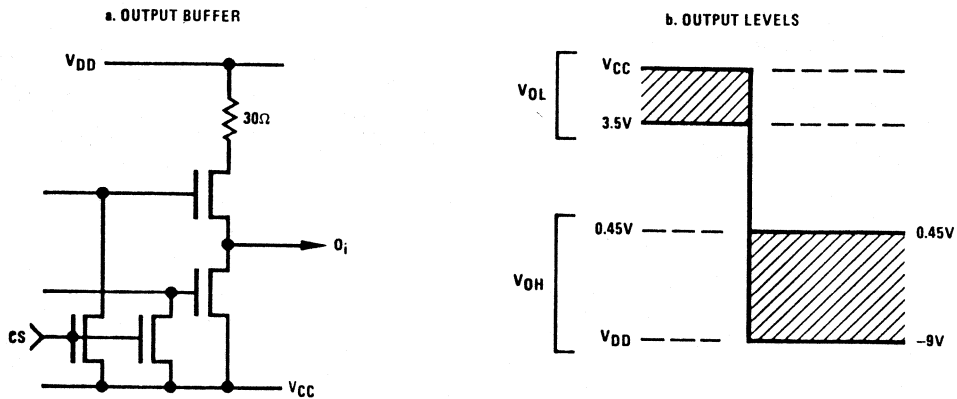 a. OUTPUT BUFFER
VDD
30Ω
Oi
CS
VCC
b. OUTPUT LEVELS
VOL
VCC
3.5V
VOH
0.45V
0.45V
VDD
–9V